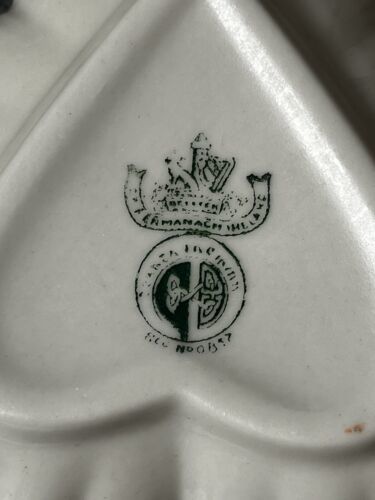 BELLEEK
Co FERMANAGH IRELAND
DEANTA IN EIRINN
REG No 0857